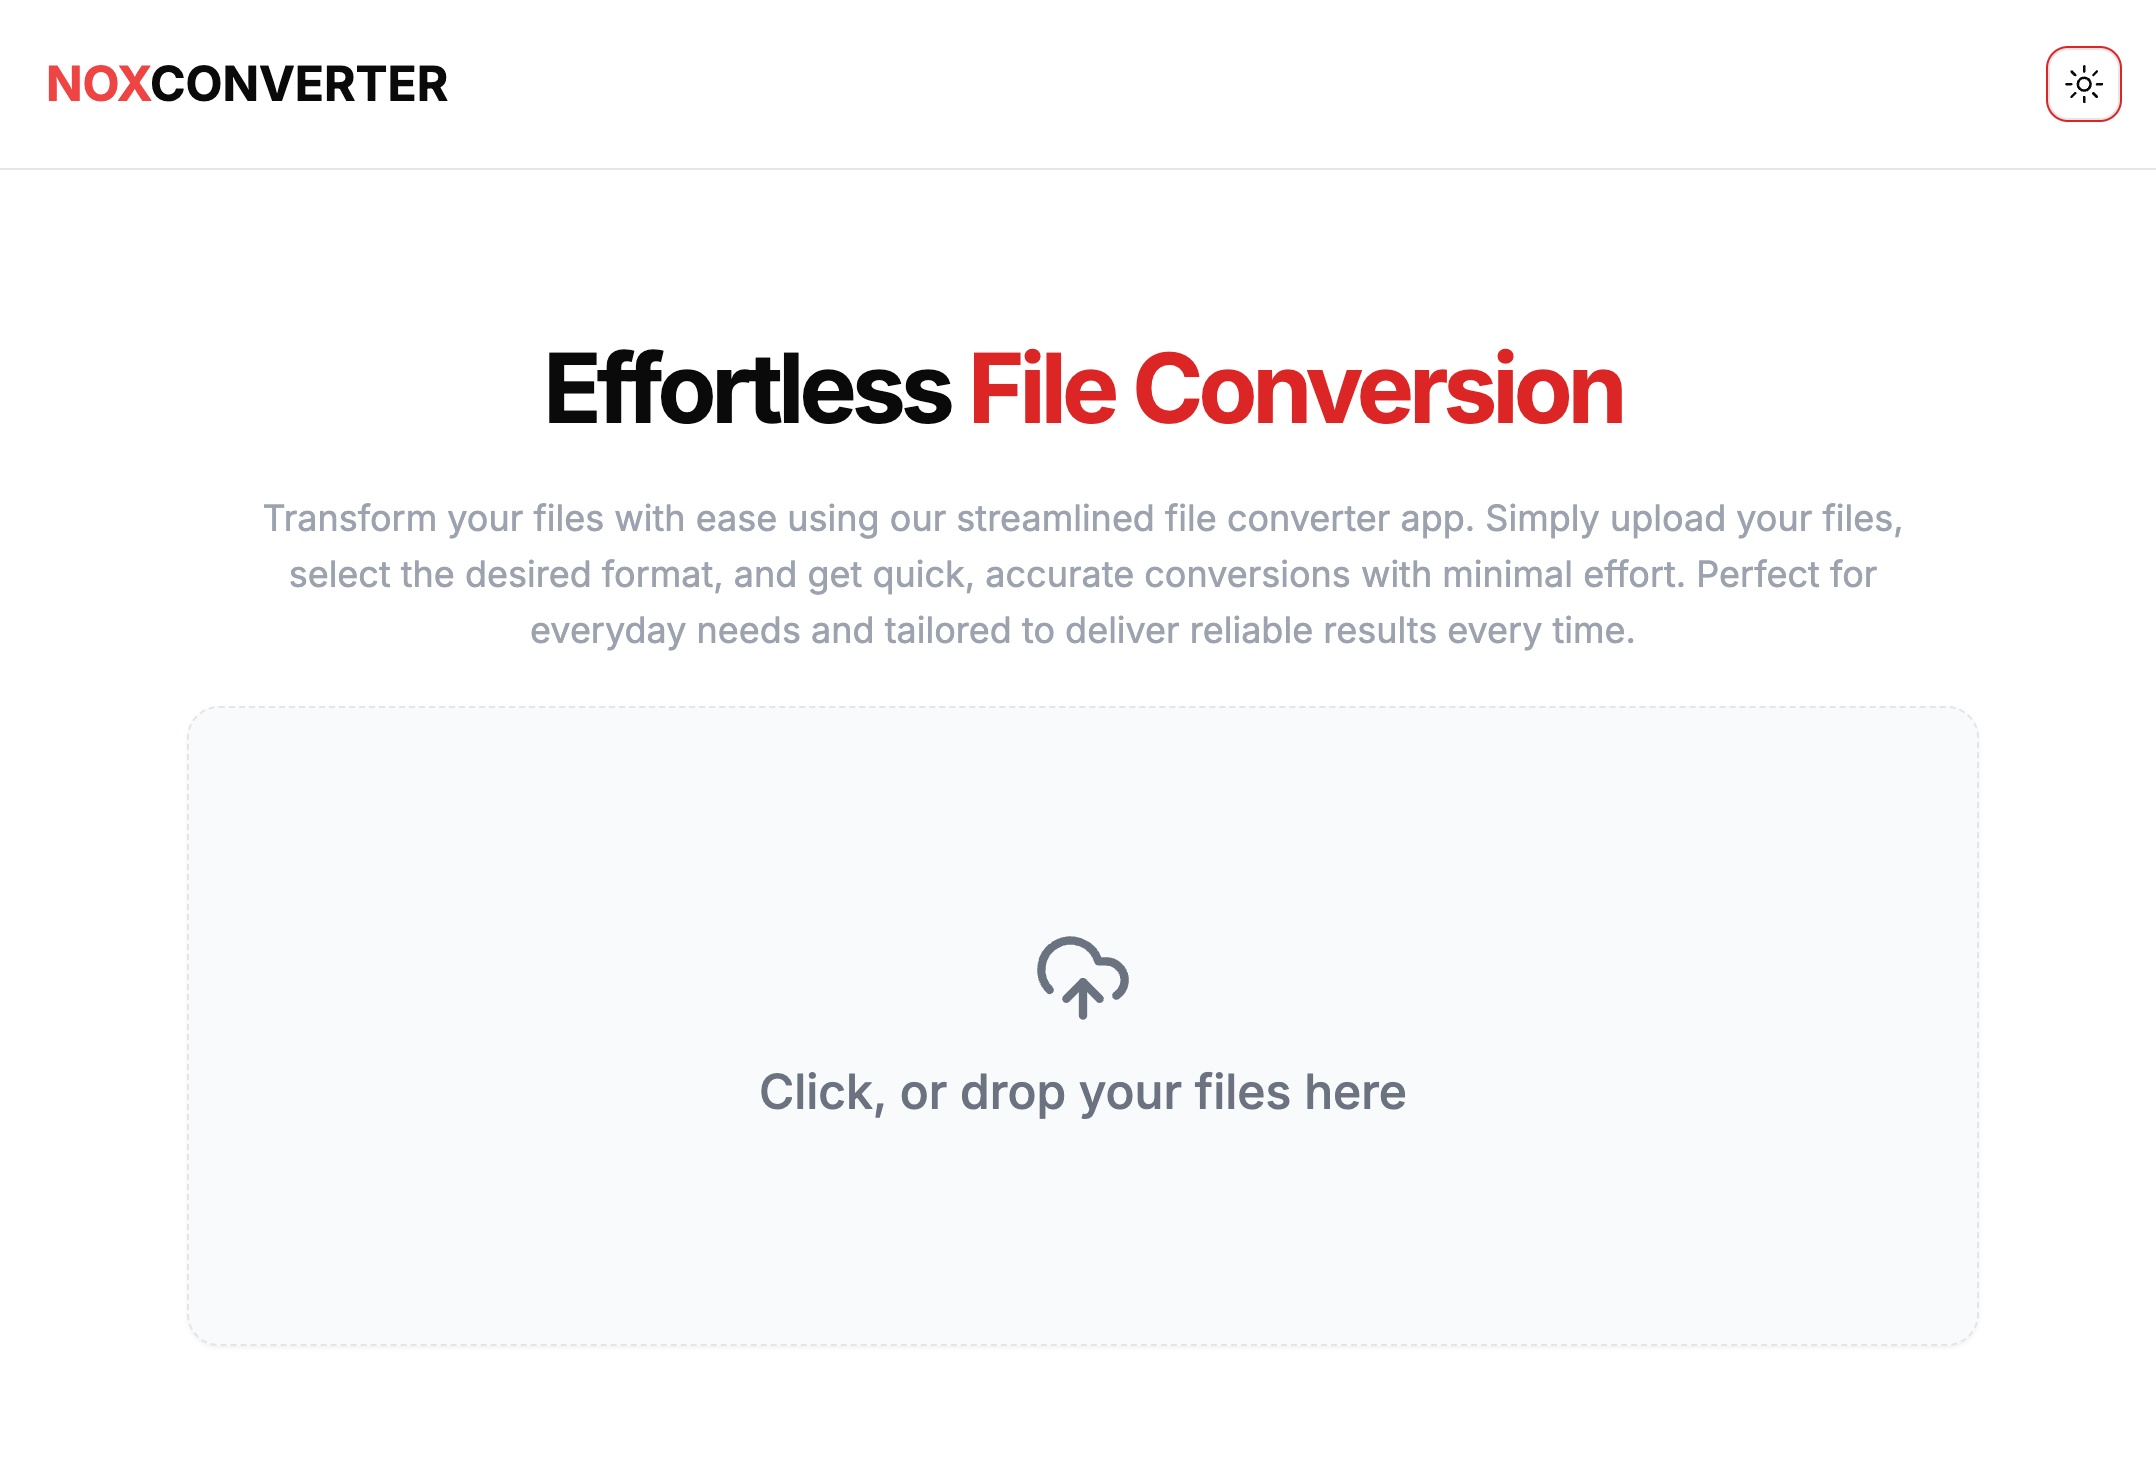 NOXCONVERTER
Effortless File Conversion
Transform your files with ease using our streamlined file converter app. Simply upload your files,
select the desired format, and get quick, accurate conversions with minimal effort. Perfect for
everyday needs and tailored to deliver reliable results every time.
Click, or drop your files here